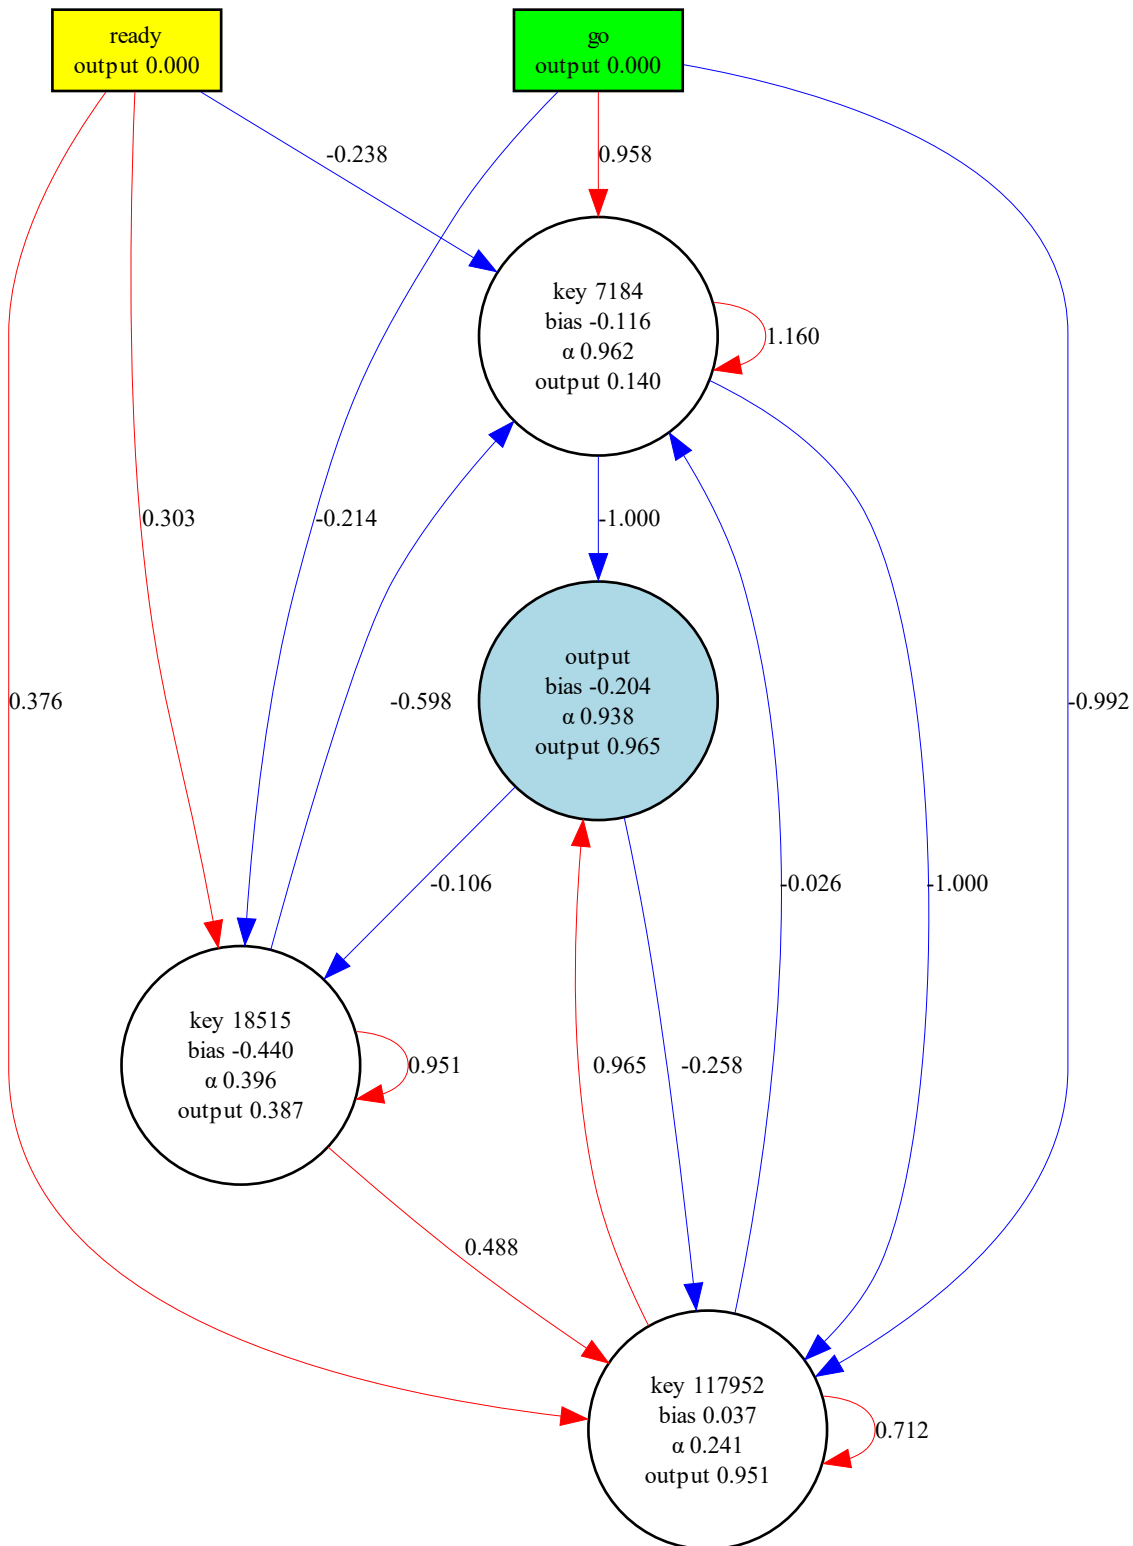 ready
output 0.000
go
output 0.000
-0.238
0.958
key 7184
bias -0.116
α 0.962
output 0.140
1.160
0.303
-0.214
-1.000
output
bias -0.204
α 0.938
output 0.965
0.376
-0.598
-0.992
-0.106
-0.026
-1.000
key 18515
bias -0.440
α 0.396
output 0.387
0.951
0.965
-0.258
0.488
key 117952
bias 0.037
α 0.241
output 0.951
0.712